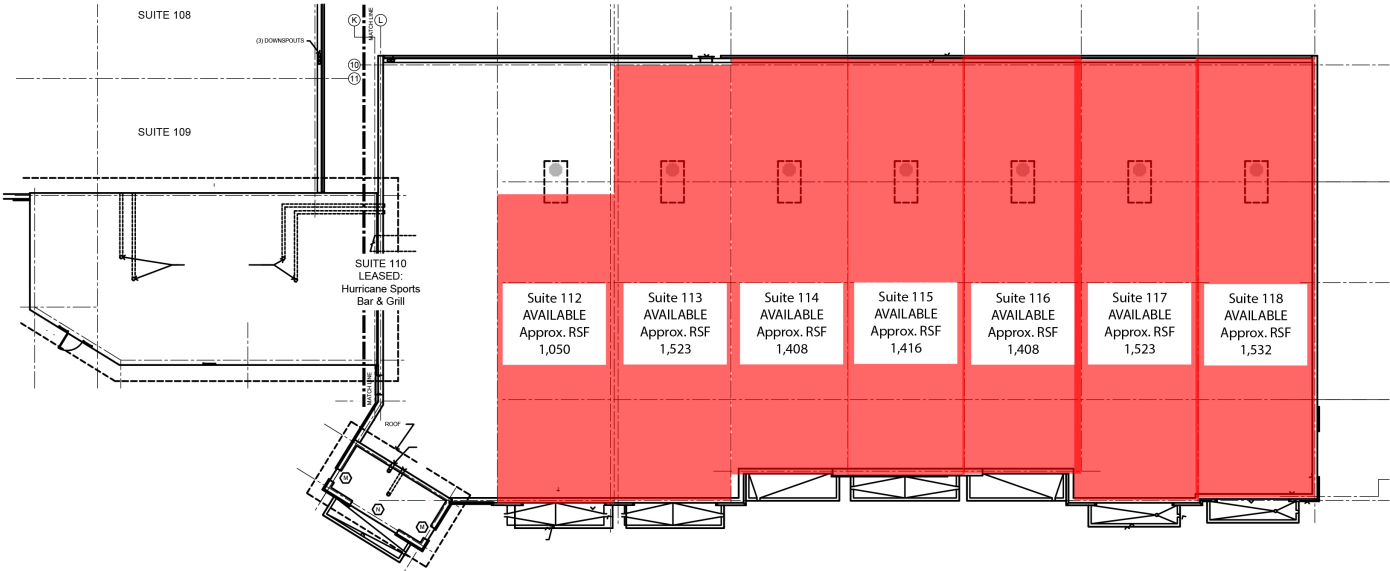 SUITE 108
(3) DOWNSPOUTS
K
L
MATCH LINE
10
11
SUITE 109
SUITE 110
LEASED:
Hurricane Sports
Bar & Grill
MATCH LINE
ROOF
M
N
M
Suite 112
AVAILABLE
Approx. RSF
1,050
Suite 113
AVAILABLE
Approx. RSF
1,523
Suite 114
AVAILABLE
Approx. RSF
1,408
Suite 115
AVAILABLE
Approx. RSF
1,416
Suite 116
AVAILABLE
Approx. RSF
1,408
Suite 117
AVAILABLE
Approx. RSF
1,523
Suite 118
AVAILABLE
Approx. RSF
1,532